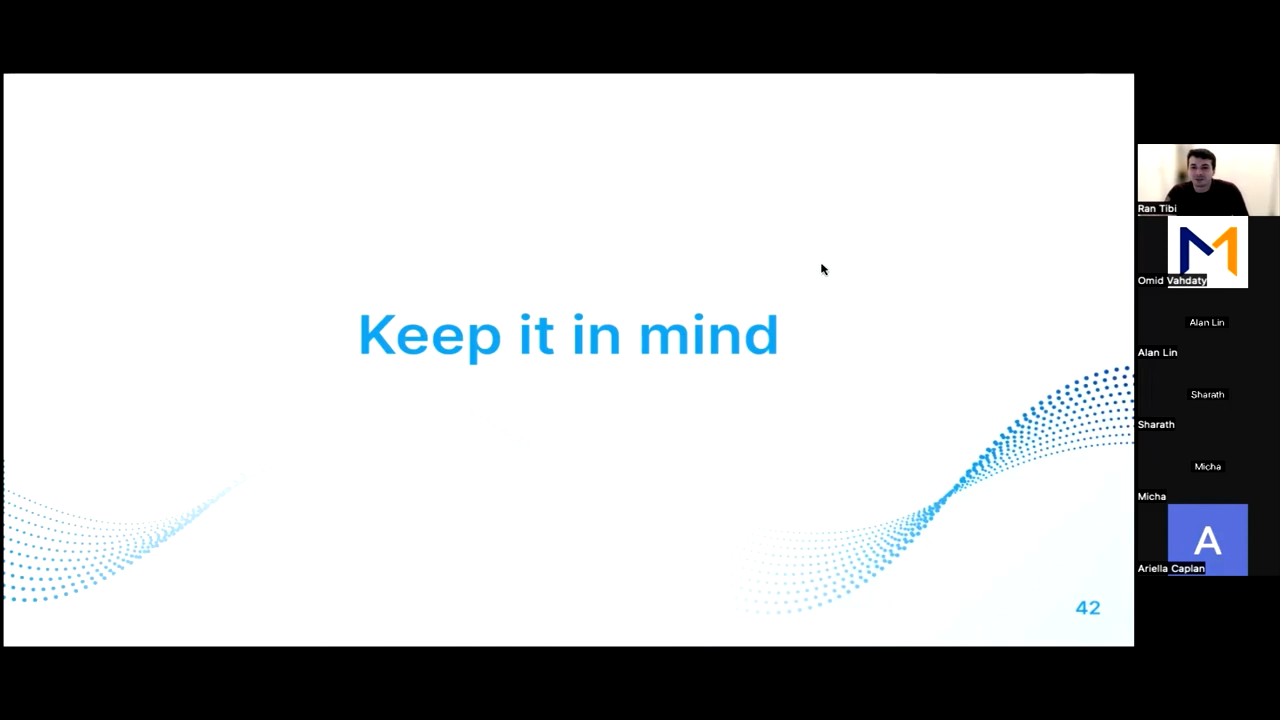 Keep it in mind
42
Ran Tibi
M
Omid Vahdaty
Alan Lin
Alan Lin
Sharath
Sharath
Micha
Micha
A
Ariella Caplan